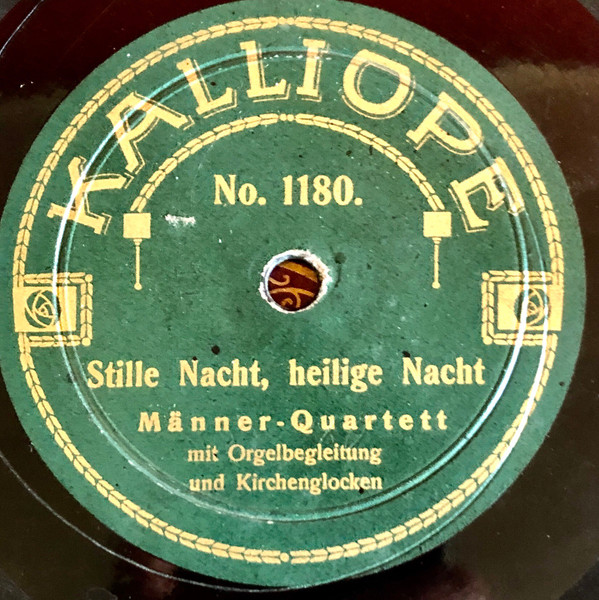 KALLIOPE
No. 1180.
Stille Nacht, heilige Nacht
Männer-Quartett
mit Orgelbegleitung
und Kirchenglocken